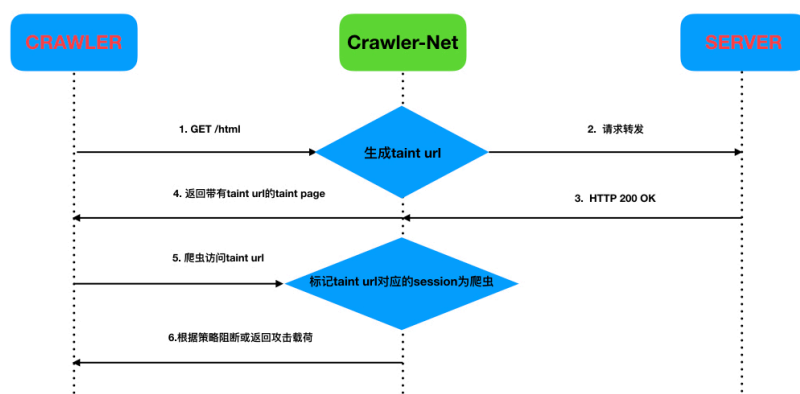 CRAWLER
Crawler-Net
SERVER
1. GET /html
生成taint url
2. 请求转发
4. 返回带有taint url的taint page
3. HTTP 200 OK
5. 爬虫访问taint url
标记taint url对应的session为爬虫
6.根据策略阻断或返回攻击载荷